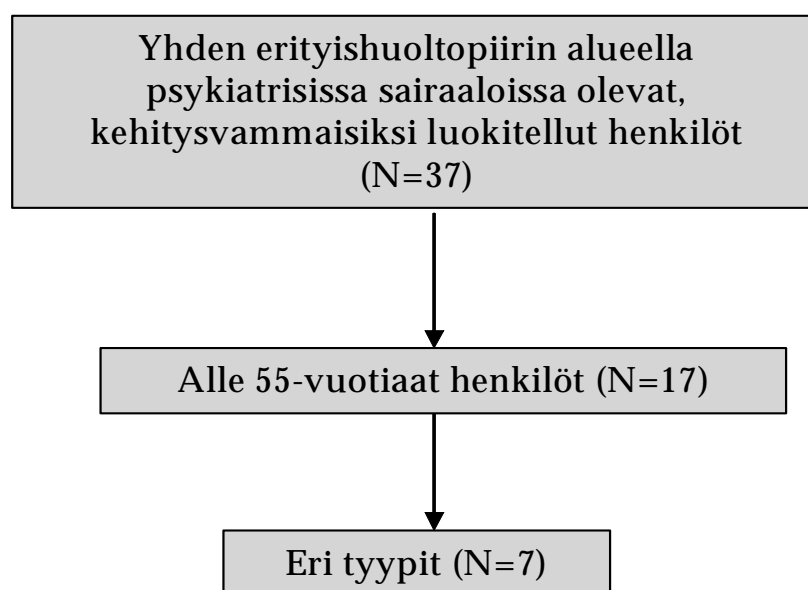 Yhden erityishuoltopiirin alueella
psykiatrisissa sairaaloissa olevat,
kehitysvammaisiksi luokitellut henkilöt
(N=37)
Alle 55-vuotiaat henkilöt (N=17)
Eri tyypit (N=7)